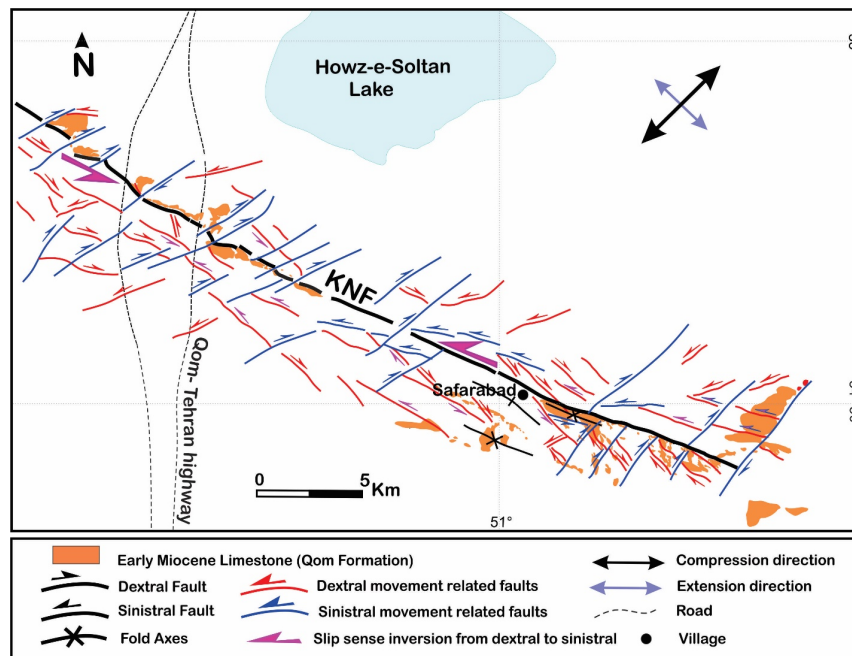 N
Howz-e-Soltan
Lake
KNF
Safarabad
Qom- Tehran highway
0 5 Km
51°
Early Miocene Limestone (Qom Formation)
Compression direction
Dextral Fault
Dextral movement related faults
Extension direction
Sinistral Fault
Sinistral movement related faults
Road
Fold Axes
Slip sense inversion from dextral to sinistral
Village